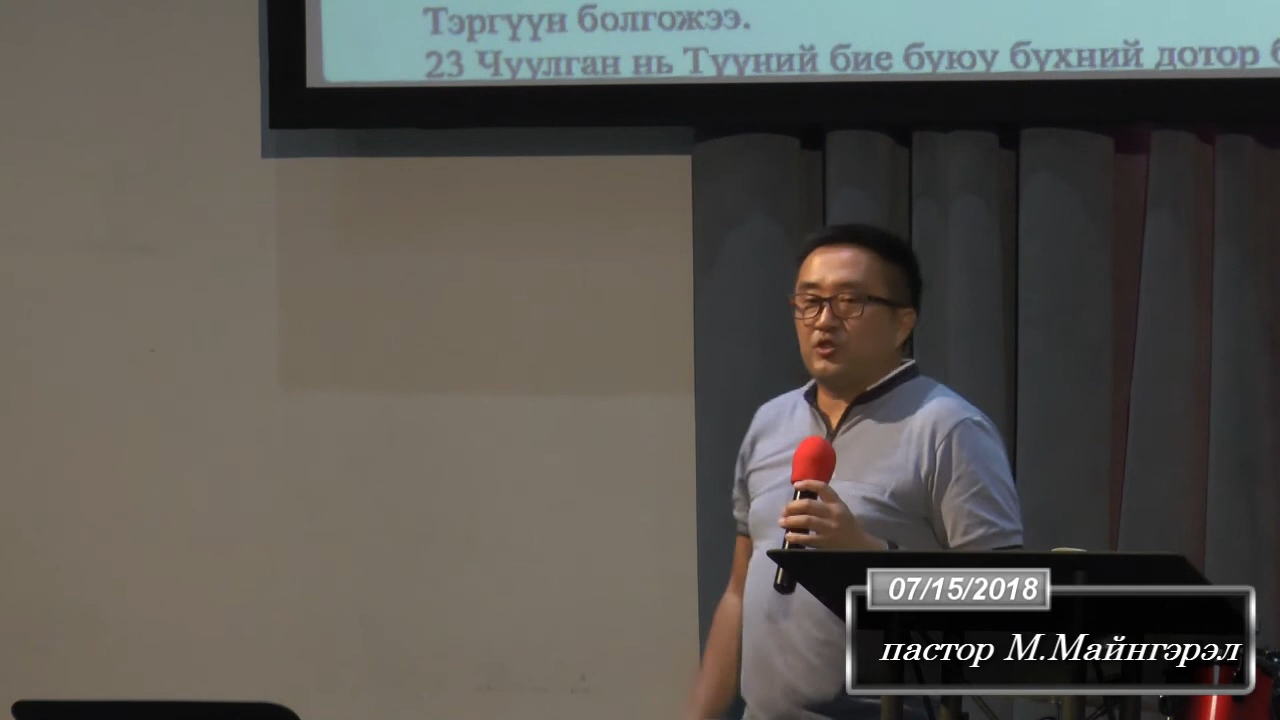 Тэргүүн болгожээ.
23 Чуулган нь Түүний бие буюу бүхний дотор б
07/15/2018
пастор М.Майнгэрэл